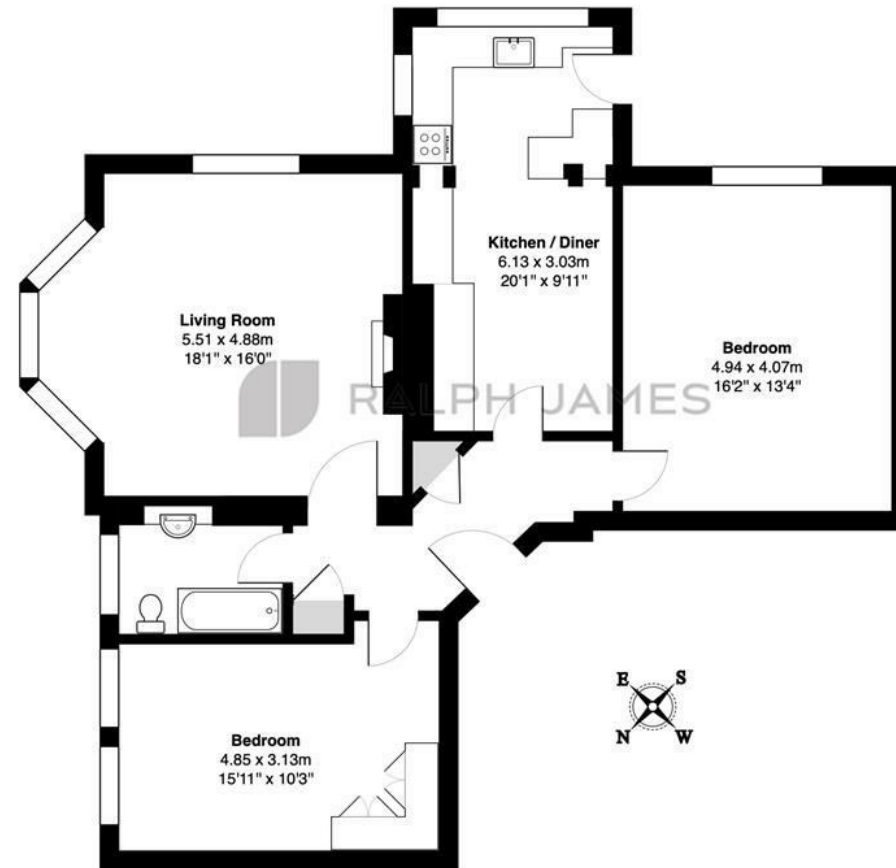 Kitchen / Diner
6.13 x 3.03m
20'1" x 9'11"
Living Room
5.51 x 4.88m
18'1" x 16'0"
Bedroom
4.94 x 4.07m
16'2" x 13'4"
RALPH JAMES
Bedroom
4.85 x 3.13m
15'11" x 10'3"
E S
N W